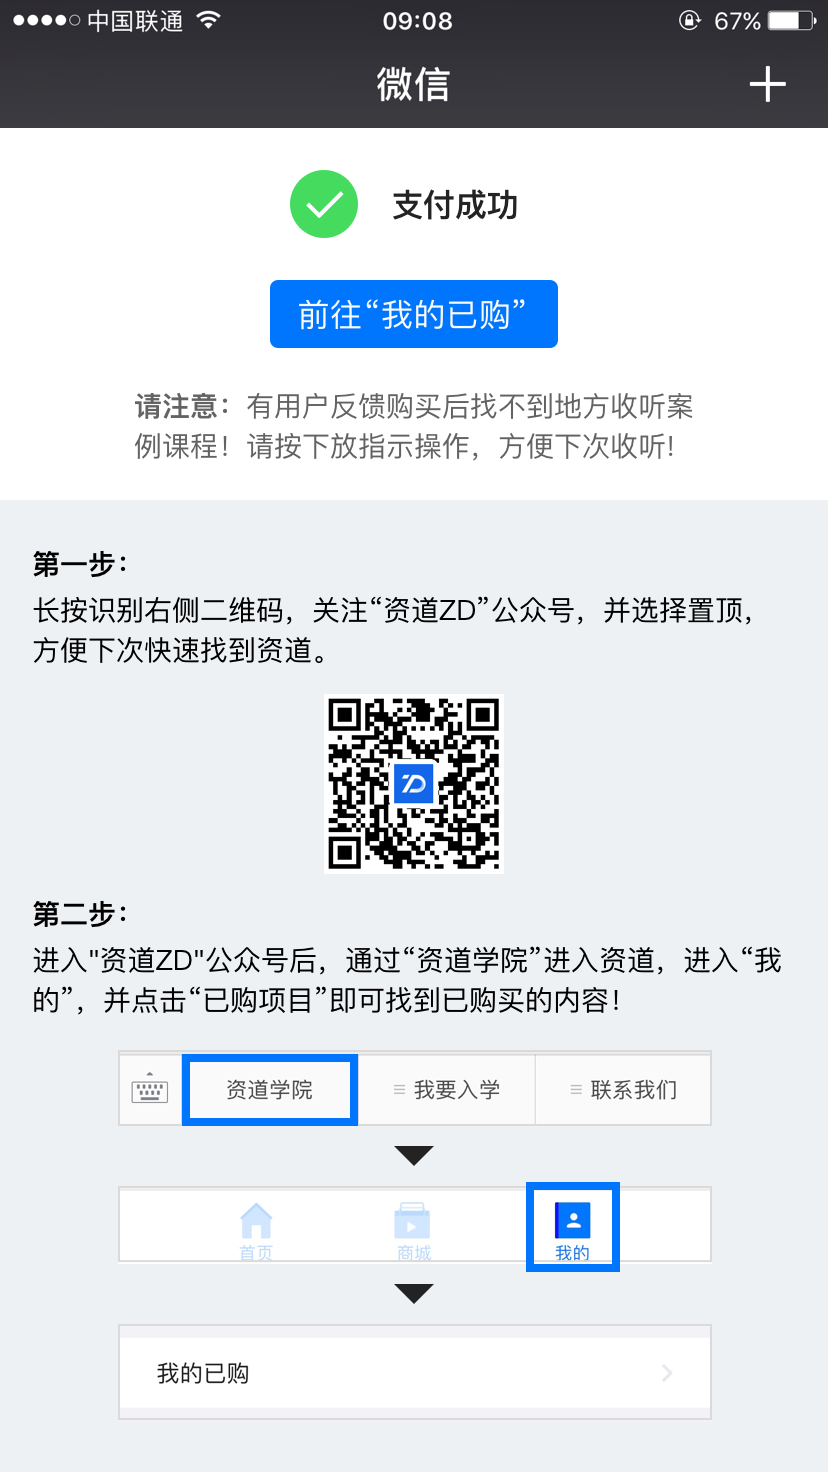 中国联通
09:08
67%
微信
支付成功
前往“我的已购”
请注意：有用户反馈购买后找不到地方收听案
例课程！请按下放指示操作，方便下次收听!
第一步：
长按识别右侧二维码，关注“资道ZD”公众号，并选择置顶，
方便下次快速找到资道。
ZD
第二步：
进入"资道ZD"公众号后，通过“资道学院”进入资道，进入“我
的”，并点击“已购项目”即可找到已购买的内容！
资道学院
我要入学
联系我们
首页
商城
我的
我的已购